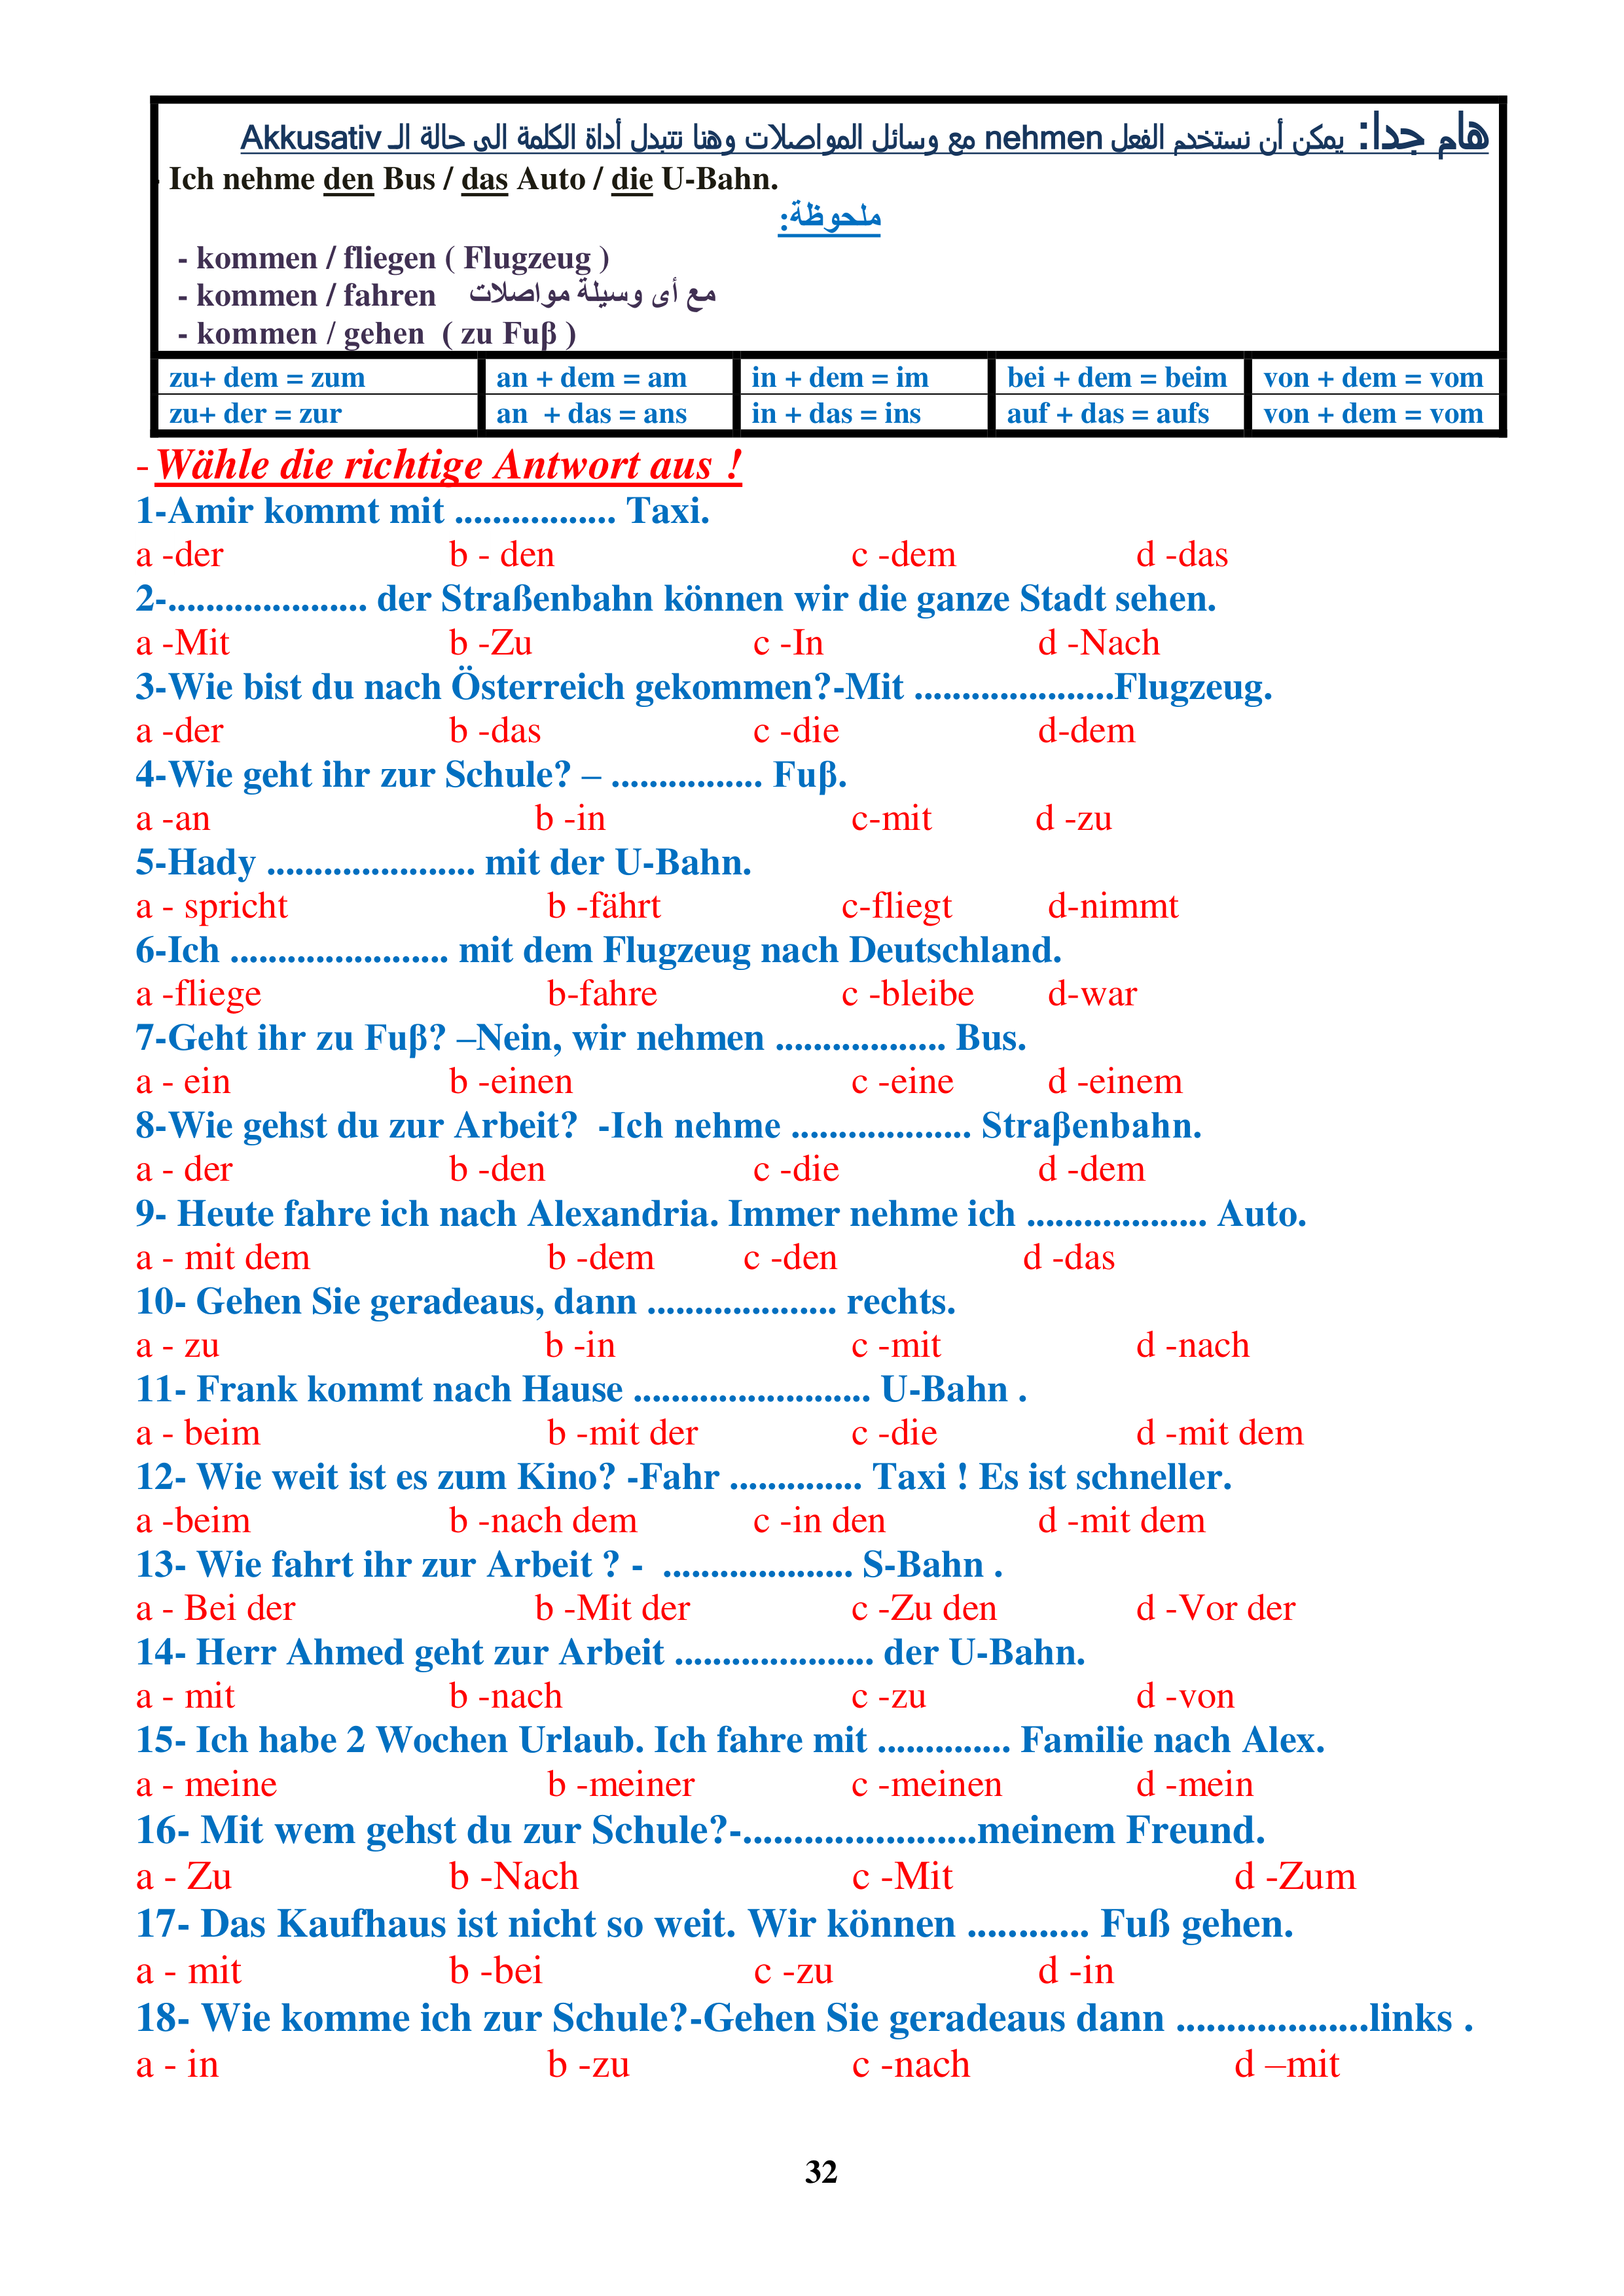 هام جدا: يمكن أن نستخدم الفعل nehmen مع وسائل المواصلات وهنا نتبدل أداة الكلمة الى حالة الـ Akkusativ
Ich nehme den Bus / das Auto / die U-Bahn.
ملحوظة:
- kommen / fliegen ( Flugzeug )
- kommen / fahren مع أى وسيلة مواصلات
- kommen / gehen ( zu Fuβ )
zu+ dem = zum an + dem = am in + dem = im bei + dem = beim von + dem = vom
zu+ der = zur an + das = ans in + das = ins auf + das = aufs von + dem = vom
- Wähle die richtige Antwort aus !
1-Amir kommt mit ................. Taxi.
a -der b - den c -dem d -das
2-..................... der Straßenbahn können wir die ganze Stadt sehen.
a -Mit b -Zu c -In d -Nach
3-Wie bist du nach Österreich gekommen?-Mit .....................Flugzeug.
a -der b -das c -die d-dem
4-Wie geht ihr zur Schule? – ................ Fuβ.
a -an b -in c-mit d -zu
5-Hady ...................... mit der U-Bahn.
a - spricht b -fährt c-fliegt d-nimmt
6-Ich ....................... mit dem Flugzeug nach Deutschland.
a -fliege b-fahre c -bleibe d-war
7-Geht ihr zu Fuβ? –Nein, wir nehmen .................. Bus.
a - ein b -einen c -eine d -einem
8-Wie gehst du zur Arbeit? -Ich nehme ................... Straβenbahn.
a - der b -den c -die d -dem
9- Heute fahre ich nach Alexandria. Immer nehme ich ................... Auto.
a - mit dem b -dem c -den d -das
10- Gehen Sie geradeaus, dann .................... rechts.
a - zu b -in c -mit d -nach
11- Frank kommt nach Hause ......................... U-Bahn .
a - beim b -mit der c -die d -mit dem
12- Wie weit ist es zum Kino? -Fahr .............. Taxi ! Es ist schneller.
a -beim b -nach dem c -in den d -mit dem
13- Wie fahrt ihr zur Arbeit ? - .................... S-Bahn .
a - Bei der b -Mit der c -Zu den d -Vor der
14- Herr Ahmed geht zur Arbeit ..................... der U-Bahn.
a - mit b -nach c -zu d -von
15- Ich habe 2 Wochen Urlaub. Ich fahre mit .............. Familie nach Alex.
a - meine b -meiner c -meinen d -mein
16- Mit wem gehst du zur Schule?-.......................meinem Freund.
a - Zu b -Nach c -Mit d -Zum
17- Das Kaufhaus ist nicht so weit. Wir können ............ Fuß gehen.
a - mit b -bei c -zu d -in
18- Wie komme ich zur Schule?-Gehen Sie geradeaus dann ...................links .
a - in b -zu c -nach d –mit
32